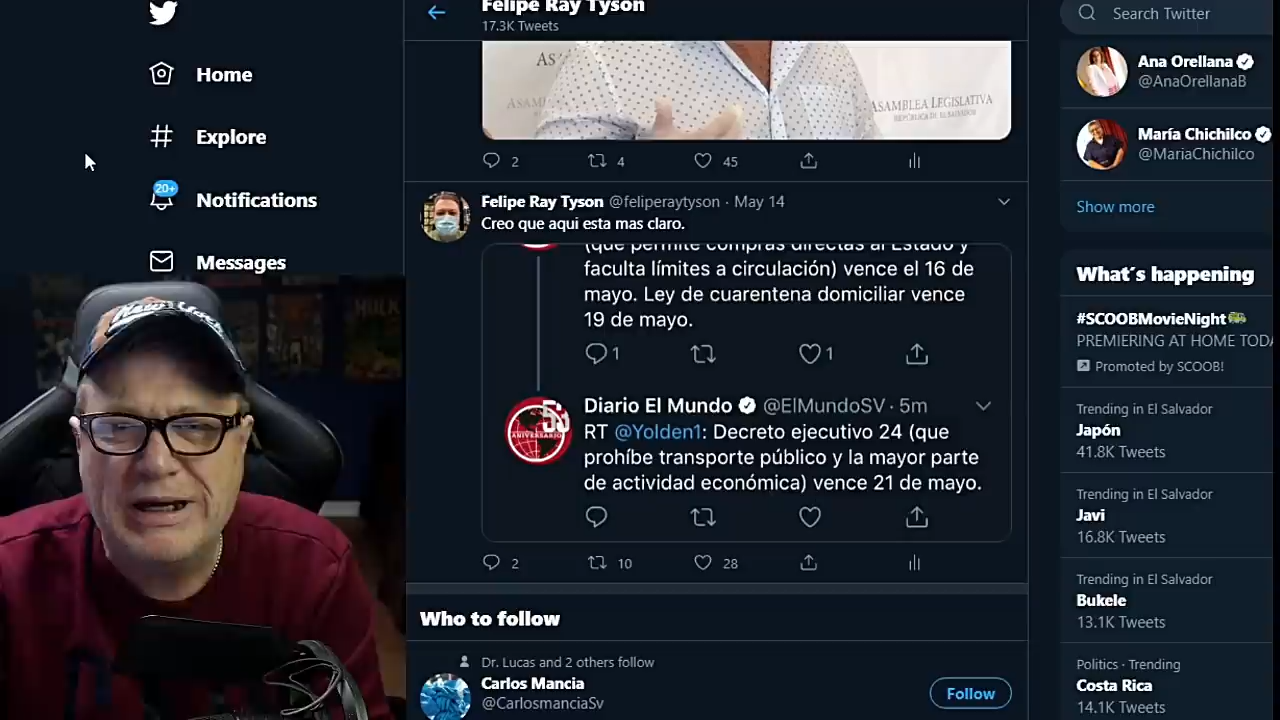 Felipe Ray Tyson
17.3K Tweets
Home
Explore
20+
Notifications
Messages
ASAMBLEA LEGISLATIVA
REPÚBLICA DE EL SALVADOR
2
4
45
Felipe Ray Tyson @feliperaytyson · May 14
Creo que aqui esta mas claro.
(que permite compras directas al Estado y
faculta límites a circulación) vence el 16 de
mayo. Ley de cuarentena domiciliar vence
19 de mayo.
1
1
Diario El Mundo @ElMundoSV · 5m
RT @Yolden1: Decreto ejecutivo 24 (que
prohíbe transporte público y la mayor parte
de actividad económica) vence 21 de mayo.
53
ANIVERSARIO
2
10
28
Who to follow
Dr. Lucas and 2 others follow
Carlos Mancia
@CarlosmanciaSv
Follow
Search Twitter
Ana Orellana
@AnaOrellanaB
María Chichilco
@MariaChichilco
Show more
What's happening
#SCOOBMovieNight
PREMIERING AT HOME TODA
Promoted by SCOOB!
Trending in El Salvador
Japón
41.8K Tweets
Trending in El Salvador
Javi
16.8K Tweets
Trending in El Salvador
Bukele
13.1K Tweets
Politics · Trending
Costa Rica
14.1K Tweets